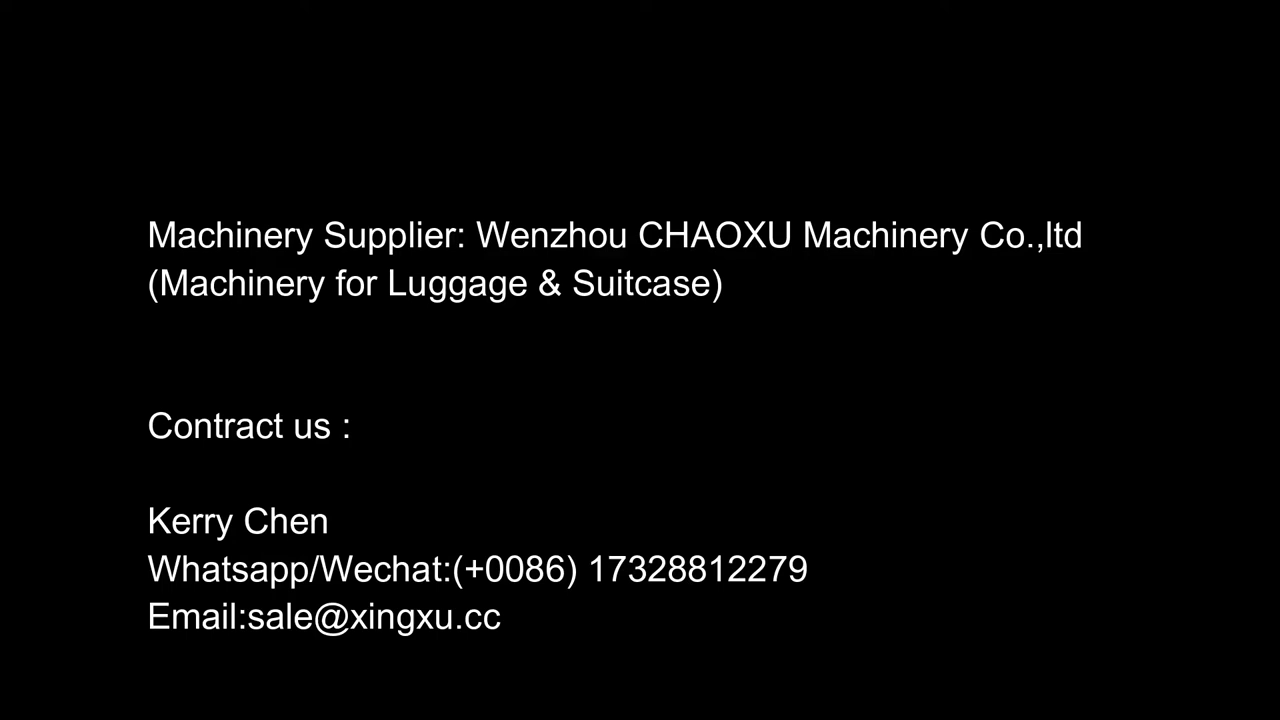 Machinery Supplier: Wenzhou CHAOXU Machinery Co.,ltd
(Machinery for Luggage & Suitcase)
Contract us :
Kerry Chen
Whatsapp/Wechat:(+0086) 17328812279
Email:sale@xingxu.cc